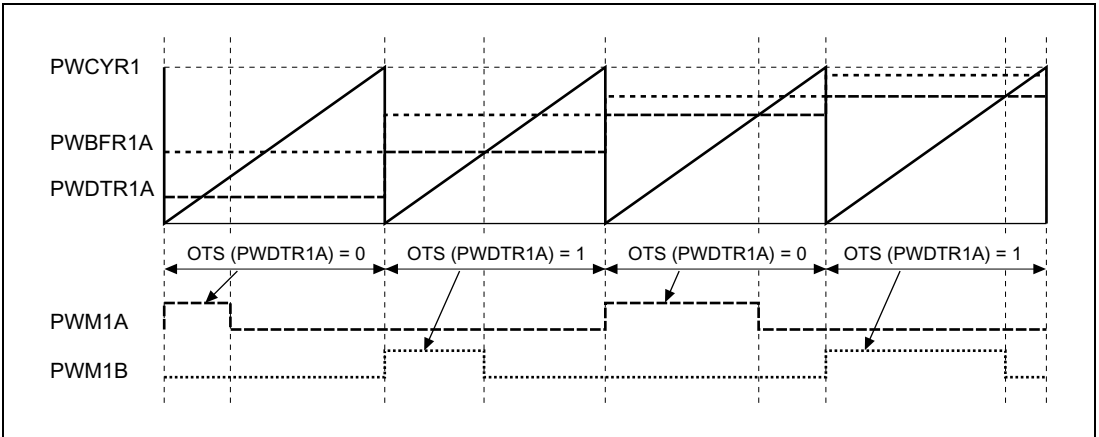 PWCYR1
PWBFR1A
PWDTR1A
OTS (PWDTR1A) = 0 OTS (PWDTR1A) = 1 OTS (PWDTR1A) = 0 OTS (PWDTR1A) = 1
PWM1A
PWM1B